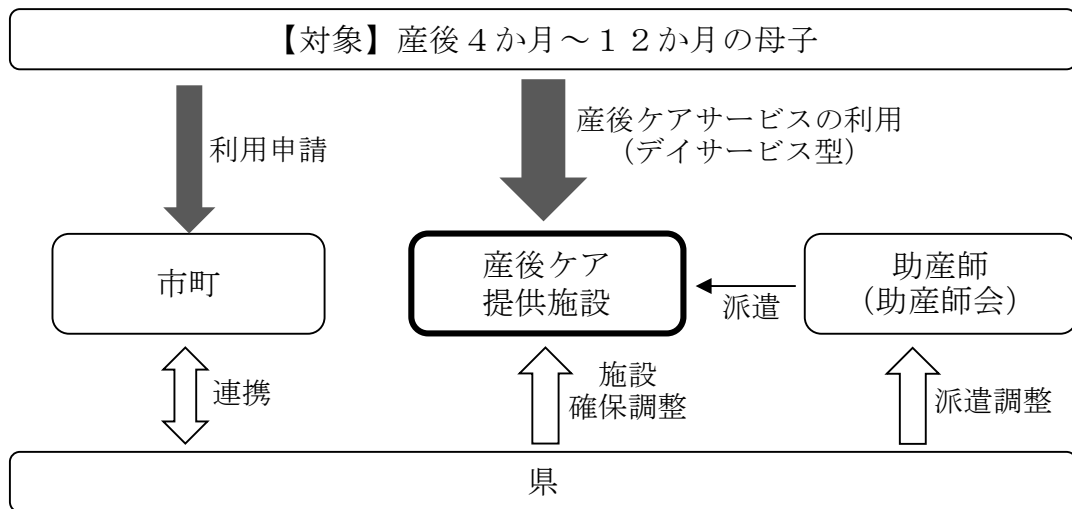 【対象】産後４か月～１２か月の母子
利用申請
産後ケアサービスの利用
（デイサービス型）
市町
産後ケア
提供施設
派遣
助産師
（助産師会）
連携
施設
確保調整
派遣調整
県